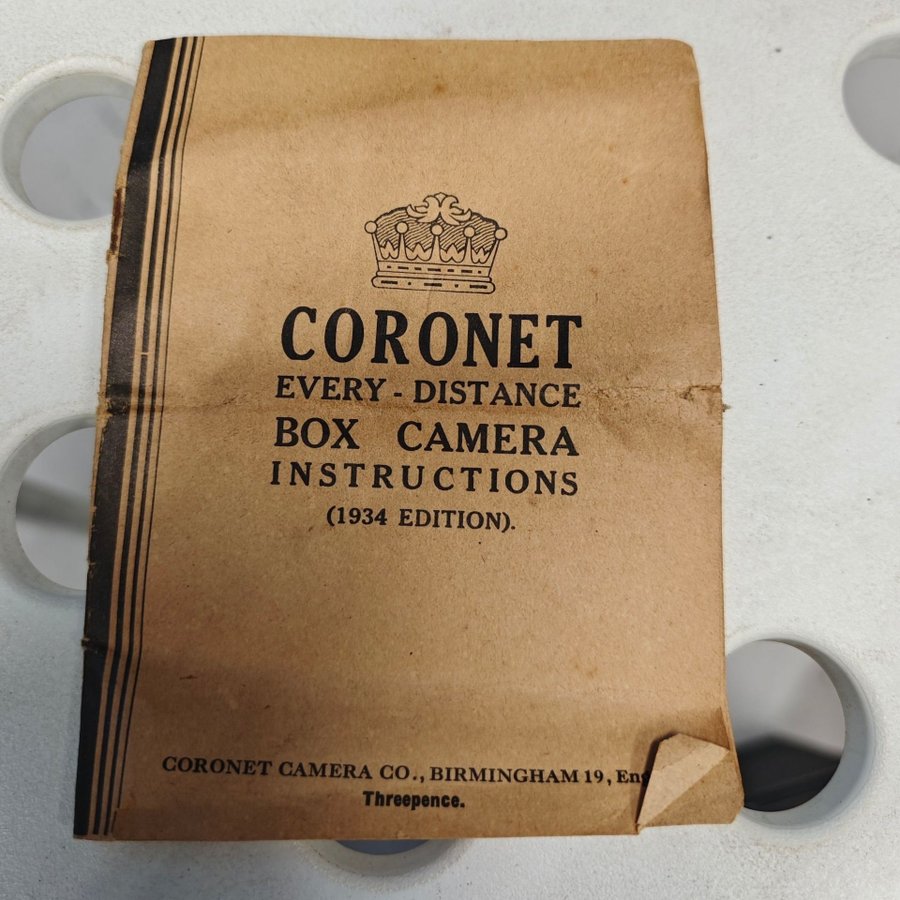 CORONET
EVERY - DISTANCE
BOX CAMERA
INSTRUCTIONS
(1934 EDITION).
CORONET CAMERA CO., BIRMINGHAM 19,
Threepence.